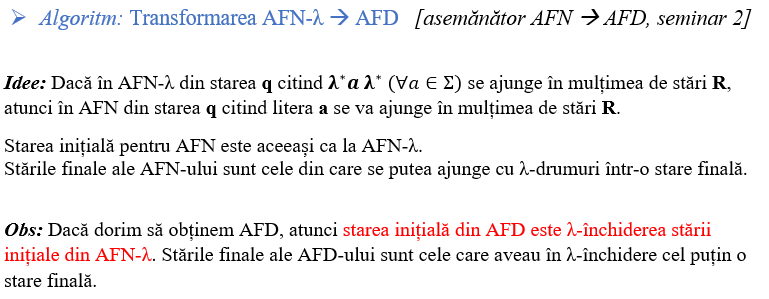 ➢ Algoritm: Transformarea AFN-λ → AFD [asemănător AFN → AFD, seminar 2]
Idee: Dacă în AFN-λ din starea q citind λ*a λ* (∀a ∈ Σ) se ajunge în mulțimea de stări R,
atunci în AFN din starea q citind litera a se va ajunge în mulțimea de stări R.
Starea inițială pentru AFN este aceeași ca la AFN-λ.
Stările finale ale AFN-ului sunt cele din care se putea ajunge cu λ-drumuri într-o stare finală.
Obs: Dacă dorim să obținem AFD, atunci starea inițială din AFD este λ-închiderea stării
inițiale din AFN-λ. Stările finale ale AFD-ului sunt cele care aveau în λ-închidere cel puțin o
stare finală.